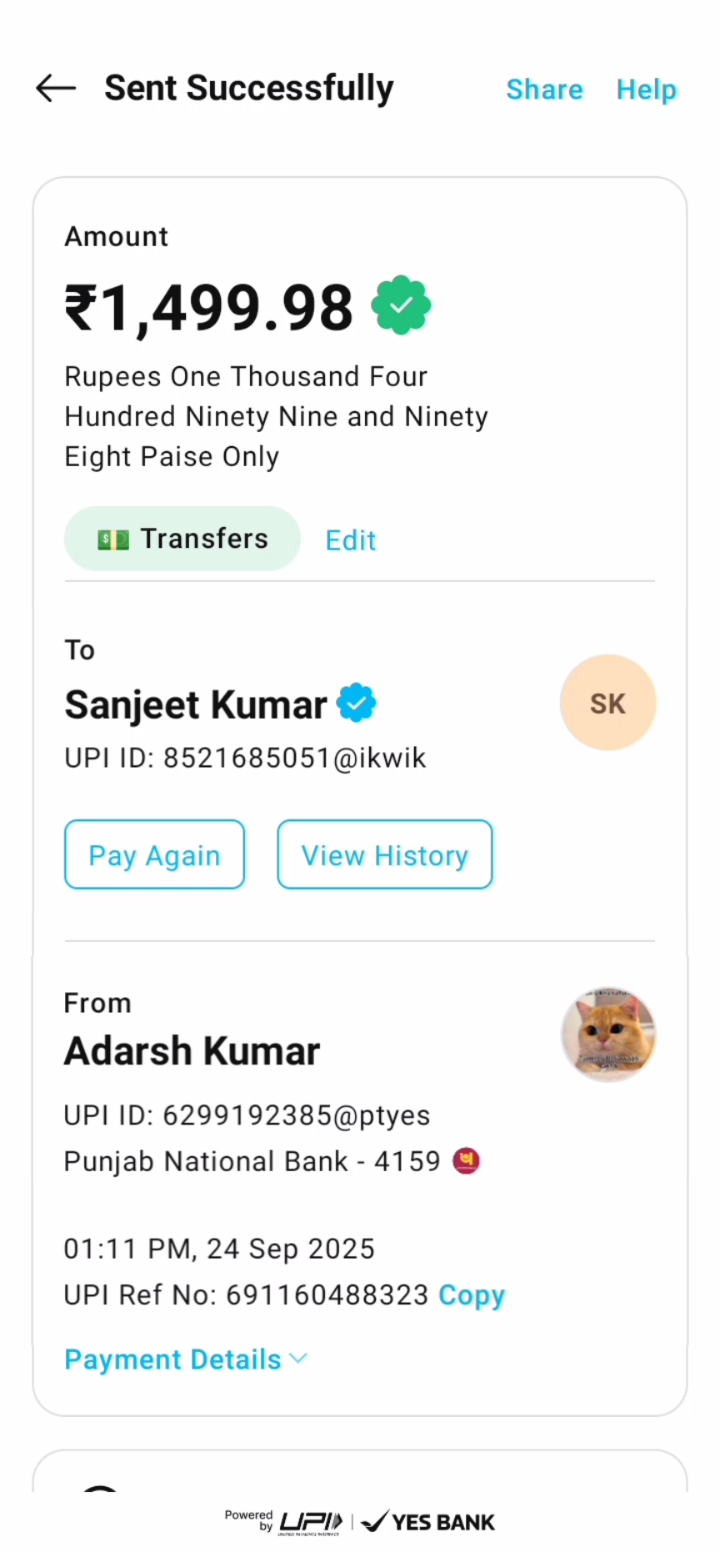 Sent Successfully
Share
Help
Amount
₹1,499.98
Rupees One Thousand Four
Hundred Ninety Nine and Ninety
Eight Paise Only
Transfers
Edit
To
Sanjeet Kumar
SK
UPI ID: 8521685051@ikwik
Pay Again
View History
From
Adarsh Kumar
UPI ID: 6299192385@ptyes
Punjab National Bank - 4159
01:11 PM, 24 Sep 2025
UPI Ref No: 691160488323 Copy
Payment Details
Powered
by
UPI
YES BANK